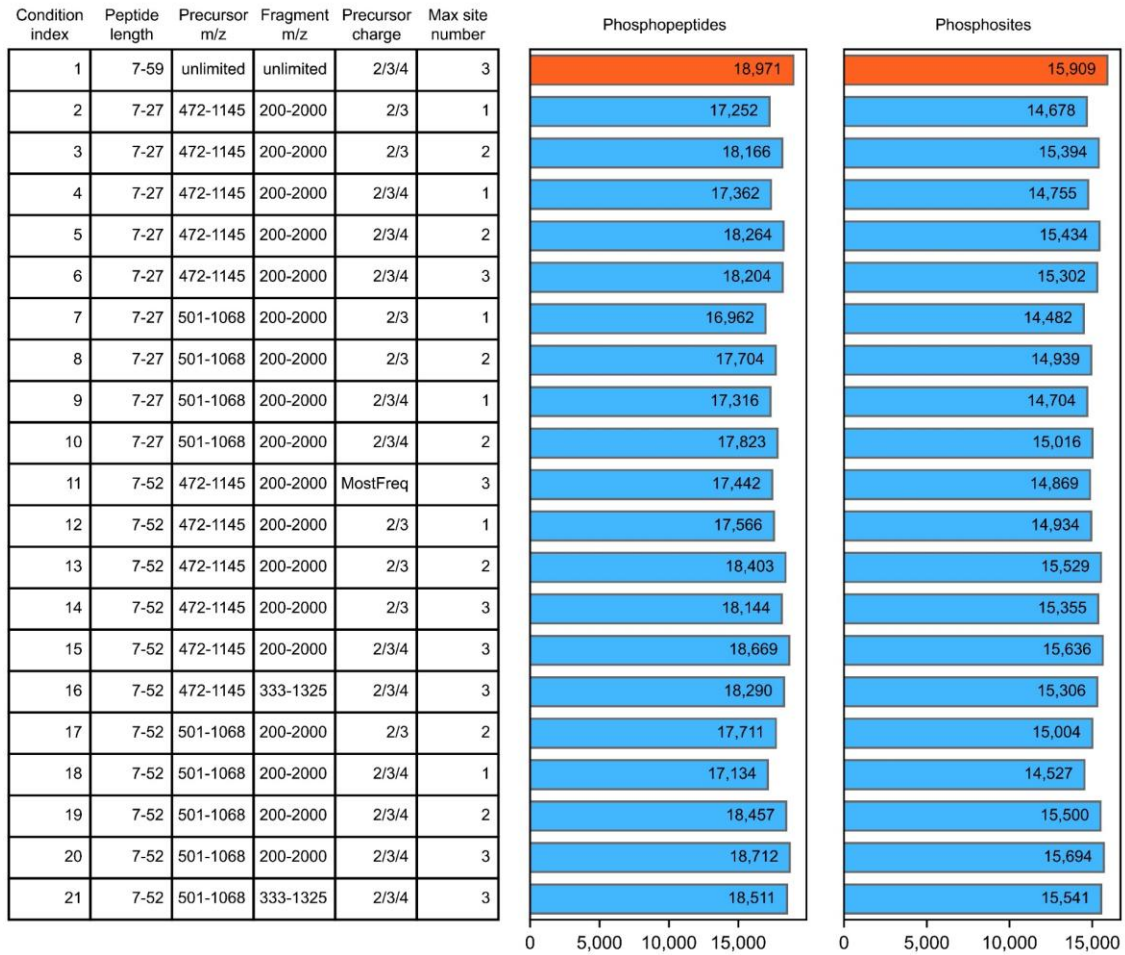 Condition index Peptide length Precursor m/z Fragment m/z Precursor charge Max site number Phosphopeptides Phosphosites
1 7-59 unlimited unlimited 2/3/4 3 18,971 15,909
2 7-27 472-1145 200-2000 2/3 1 17,252 14,678
3 7-27 472-1145 200-2000 2/3 2 18,166 15,394
4 7-27 472-1145 200-2000 2/3/4 1 17,362 14,755
5 7-27 472-1145 200-2000 2/3/4 2 18,264 15,434
6 7-27 472-1145 200-2000 2/3/4 3 18,204 15,302
7 7-27 501-1068 200-2000 2/3 1 16,962 14,482
8 7-27 501-1068 200-2000 2/3 2 17,704 14,939
9 7-27 501-1068 200-2000 2/3/4 1 17,316 14,704
10 7-27 501-1068 200-2000 2/3/4 2 17,823 15,016
11 7-52 472-1145 200-2000 MostFreq 3 17,442 14,869
12 7-52 472-1145 200-2000 2/3 1 17,566 14,934
13 7-52 472-1145 200-2000 2/3 2 18,403 15,529
14 7-52 472-1145 200-2000 2/3 3 18,144 15,355
15 7-52 472-1145 200-2000 2/3/4 3 18,669 15,636
16 7-52 472-1145 333-1325 2/3/4 3 18,290 15,306
17 7-52 501-1068 200-2000 2/3 2 17,711 15,004
18 7-52 501-1068 200-2000 2/3/4 1 17,134 14,527
19 7-52 501-1068 200-2000 2/3/4 2 18,457 15,500
20 7-52 501-1068 200-2000 2/3/4 3 18,712 15,694
21 7-52 501-1068 333-1325 2/3/4 3 18,511 15,541
0 5,000 10,000 15,000 0 5,000 10,000 15,000